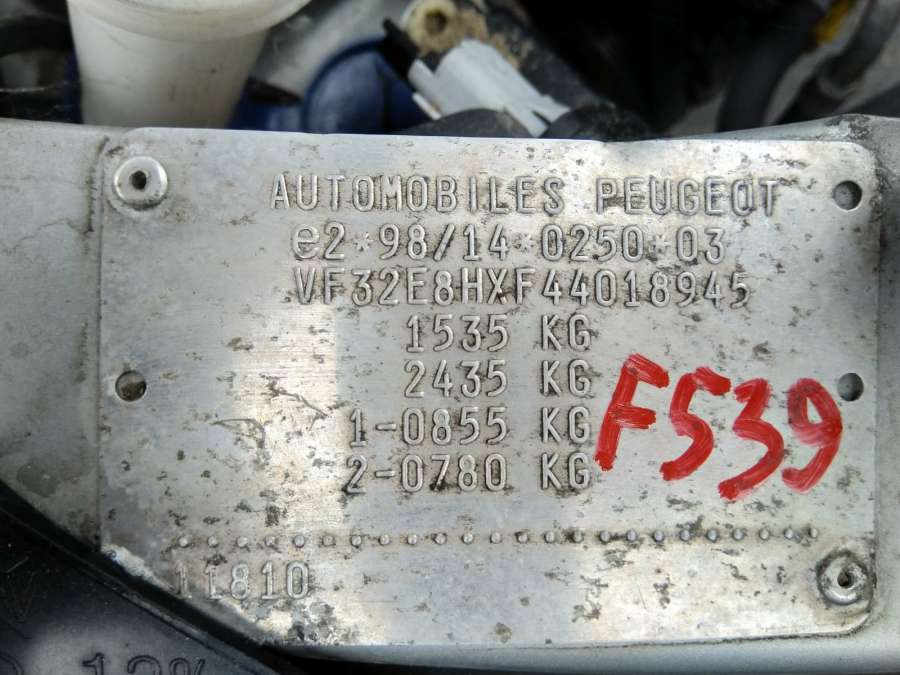 AUTOMOBILES PEUGEOT
e2*98/14*0250*03
VF32E8HXF44018945
1535 KG
2435 KG
1-0855 KG
2-0780 KG
F539
11810